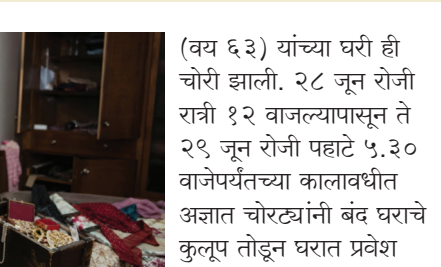 (वय ६३) यांच्या घरी ही
चोरी झाली. २८ जून रोजी
रात्री १२ वाजल्यापासून ते
२९ जून रोजी पहाटे ५.३०
वाजेपर्यंतच्या कालावधीत
अज्ञात चोरट्यांनी बंद घराचे
कुलूप तोडून घरात प्रवेश